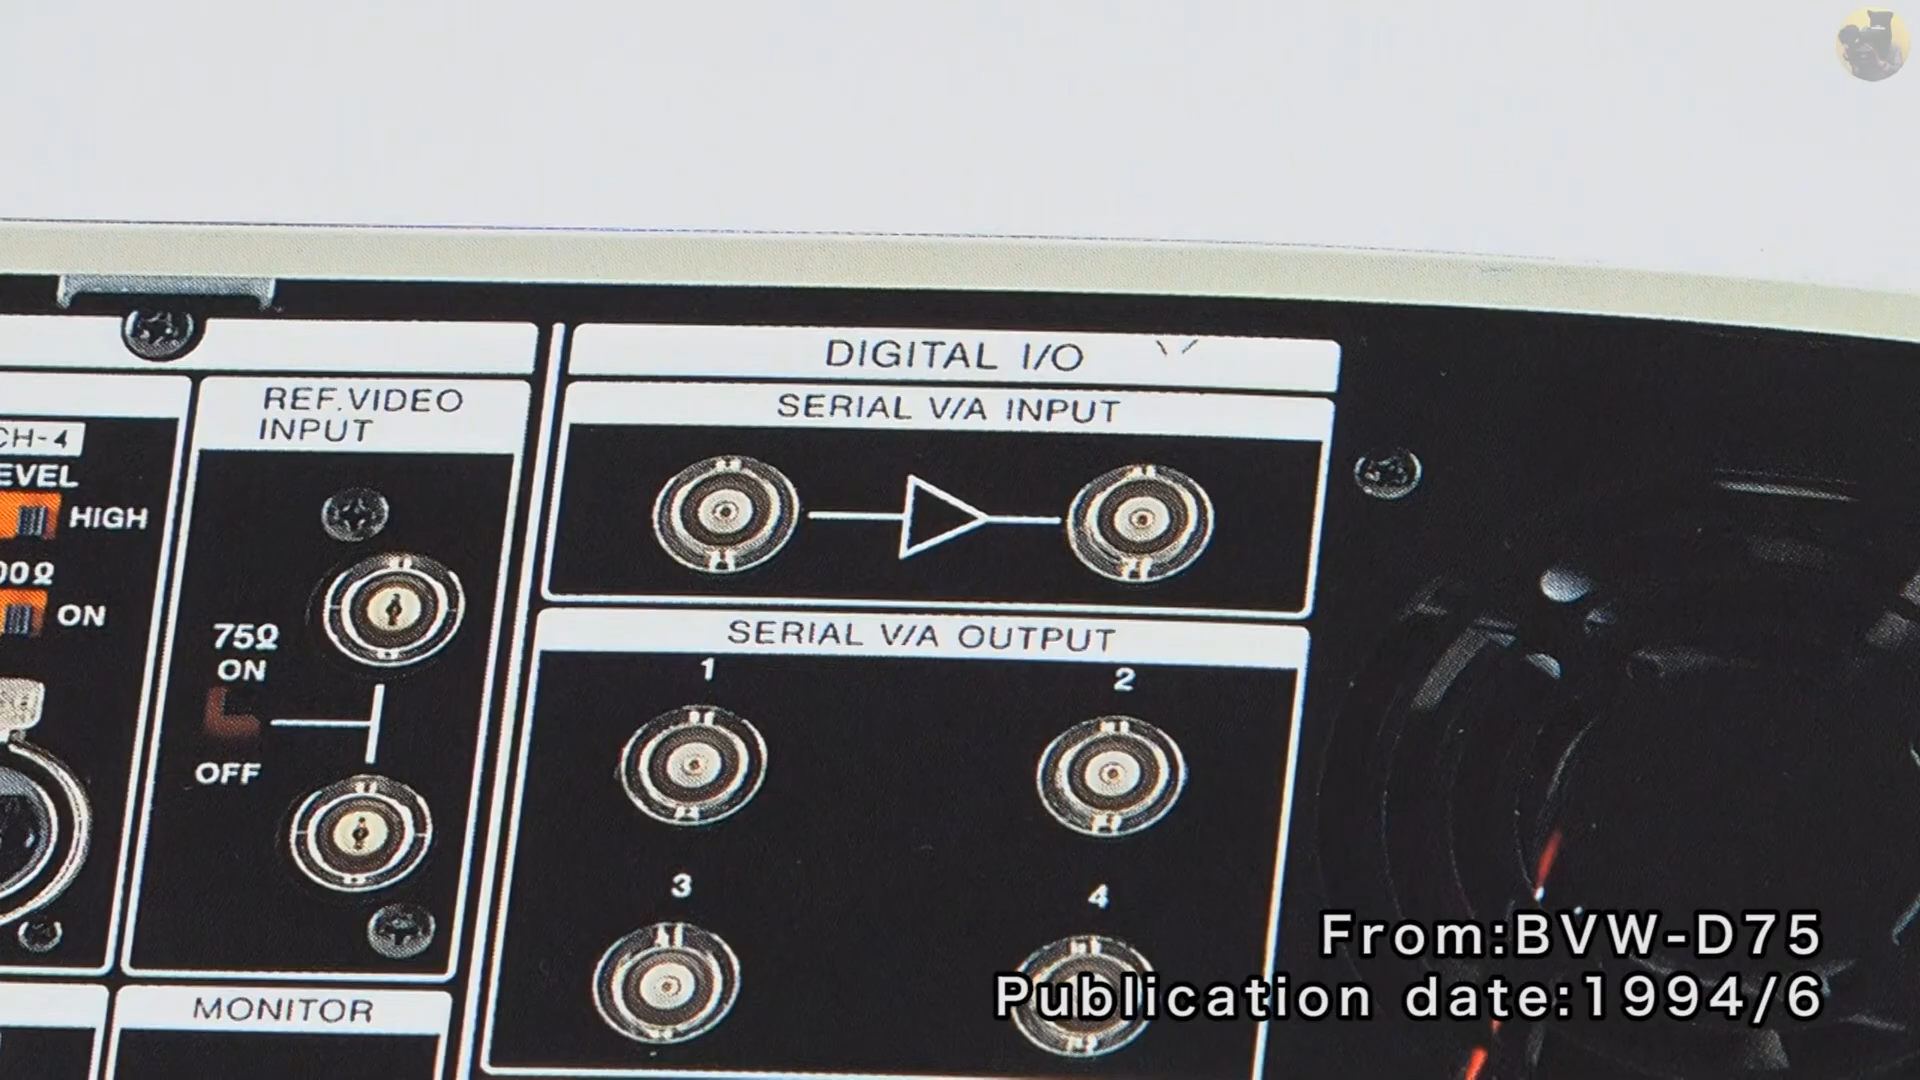 CH-4
HIGH
ON
REF.VIDEO
INPUT
75Ω
ON
OFF
MONITOR
DIGITAL I/O
SERIAL V/A INPUT
SERIAL V/A OUTPUT
1
2
3
4
From:BVW-D75
Publication date:1994/6